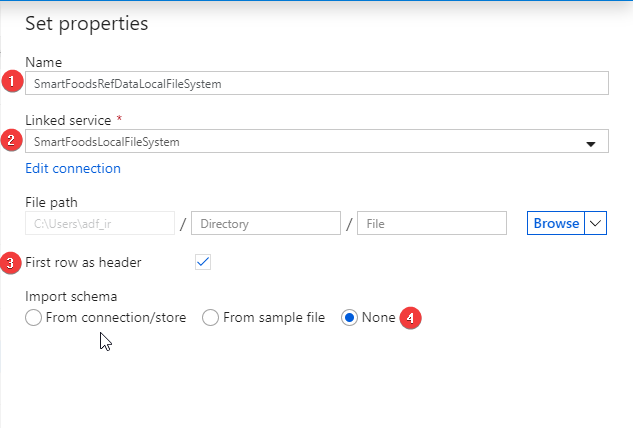 Set properties
Name
1 SmartFoodsRefDataLocalFileSystem
Linked service *
2 SmartFoodsLocalFileSystem
Edit connection
File path
C:\Users\adf_ir / Directory / File Browse
3 First row as header
Import schema
From connection/store From sample file None 4